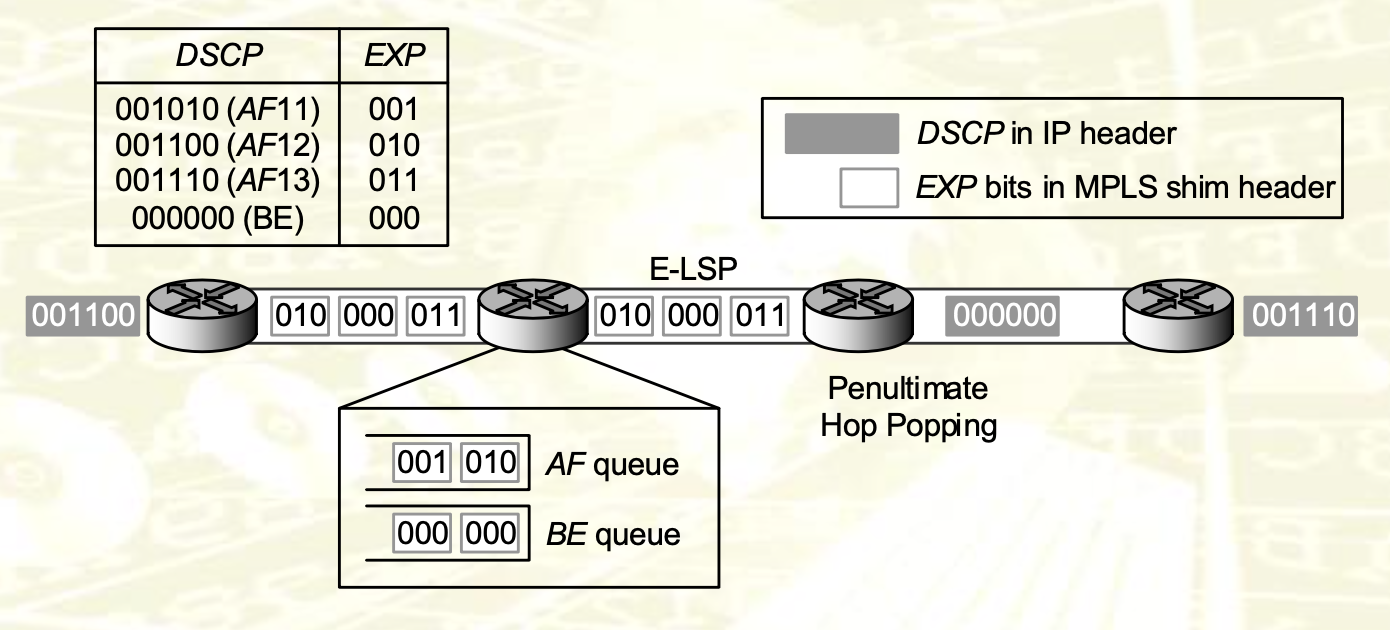 DSCP EXP
001010 (AF11) 001
001100 (AF12) 010
001110 (AF13) 011
000000 (BE) 000
DSCP in IP header
EXP bits in MPLS shim header
E-LSP
001100 010 000 011 010 000 011 000000 001110
Penultimate
Hop Popping
001 010 AF queue
000 000 BE queue